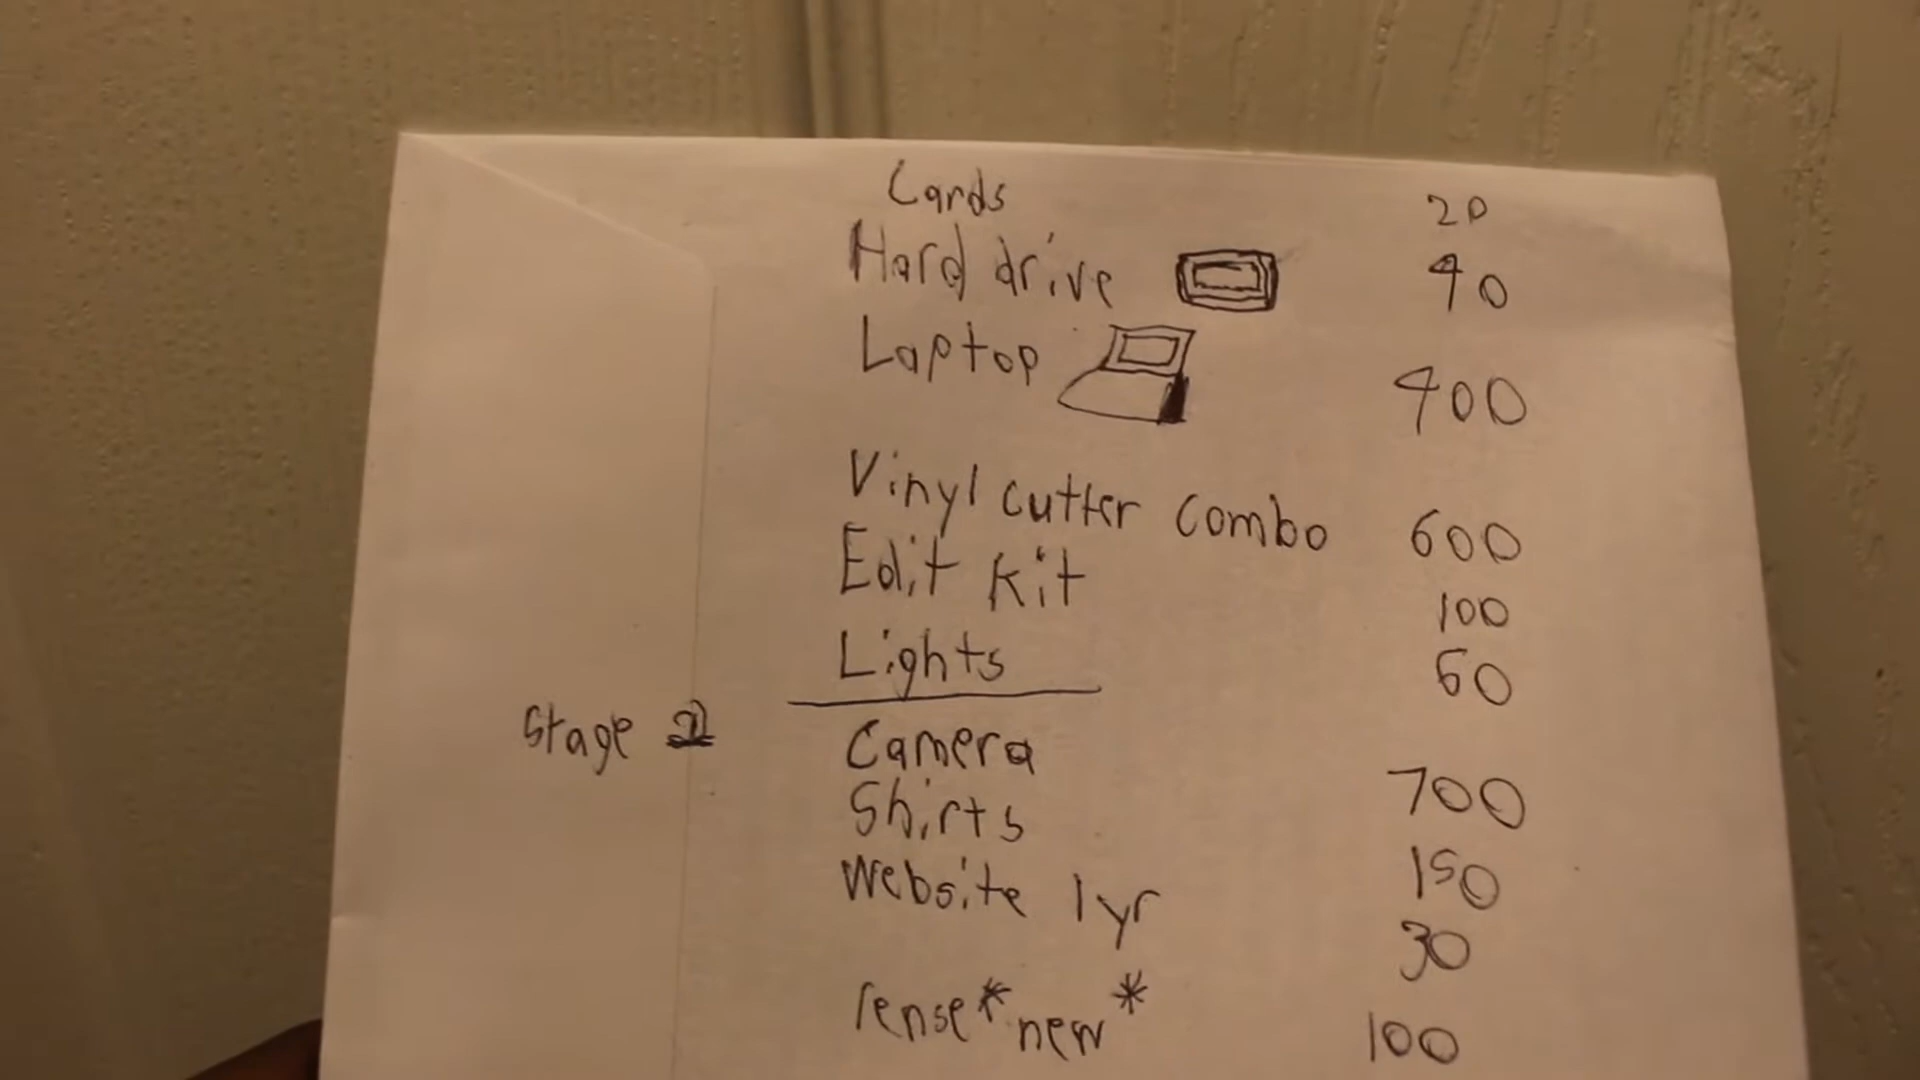 Cards 20
Hard drive 40
Laptop 400
Vinyl cutter combo 600
Edit Kit 100
Lights 60
Stage
Camera 700
Shirts 150
Website 1yr 30
lense* new* 100